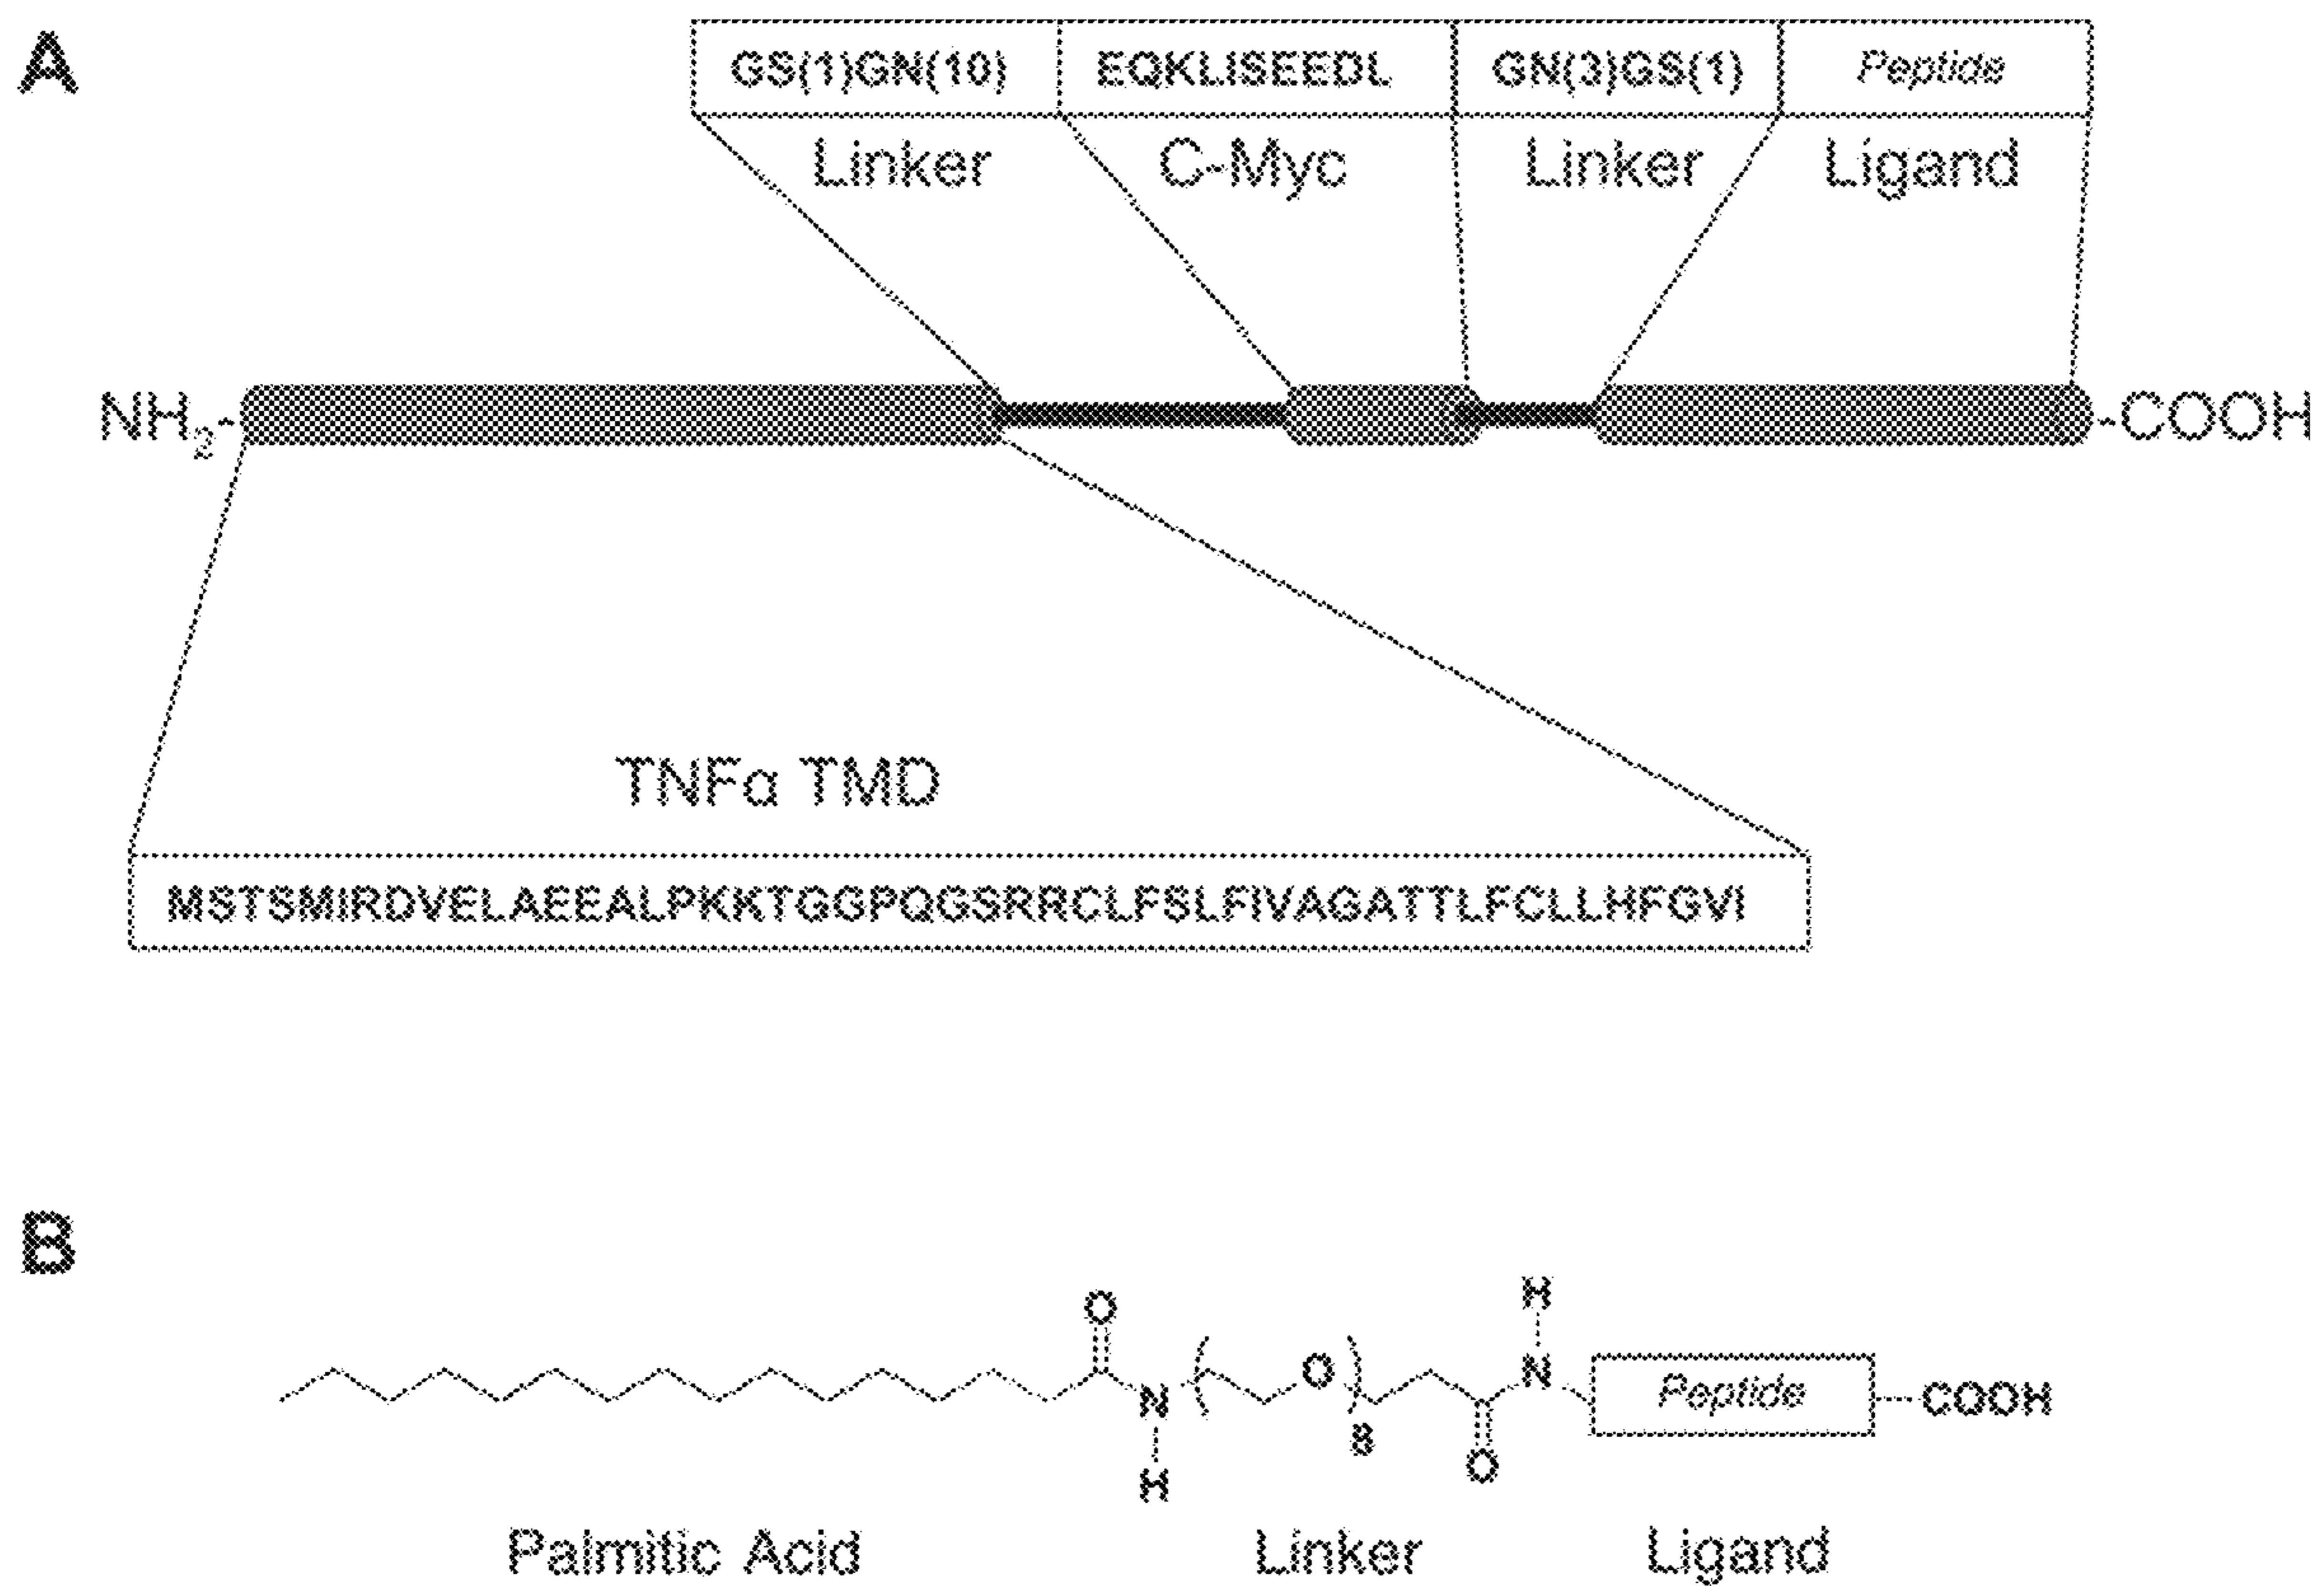 A
GS(1)GN(10) EQKLISEEDL GN(3)GS(1) Peptide
Linker C-Myc Linker Ligand
NH2- -COOH
TNFα TMD
MSTSMIRDVELAEEALPKKTGGPQGSRRCLFSLFIVAGATTLFCLLHFGVI
B
O H
N O N Peptide COOH
8
H O
Palmitic Acid Linker Ligand